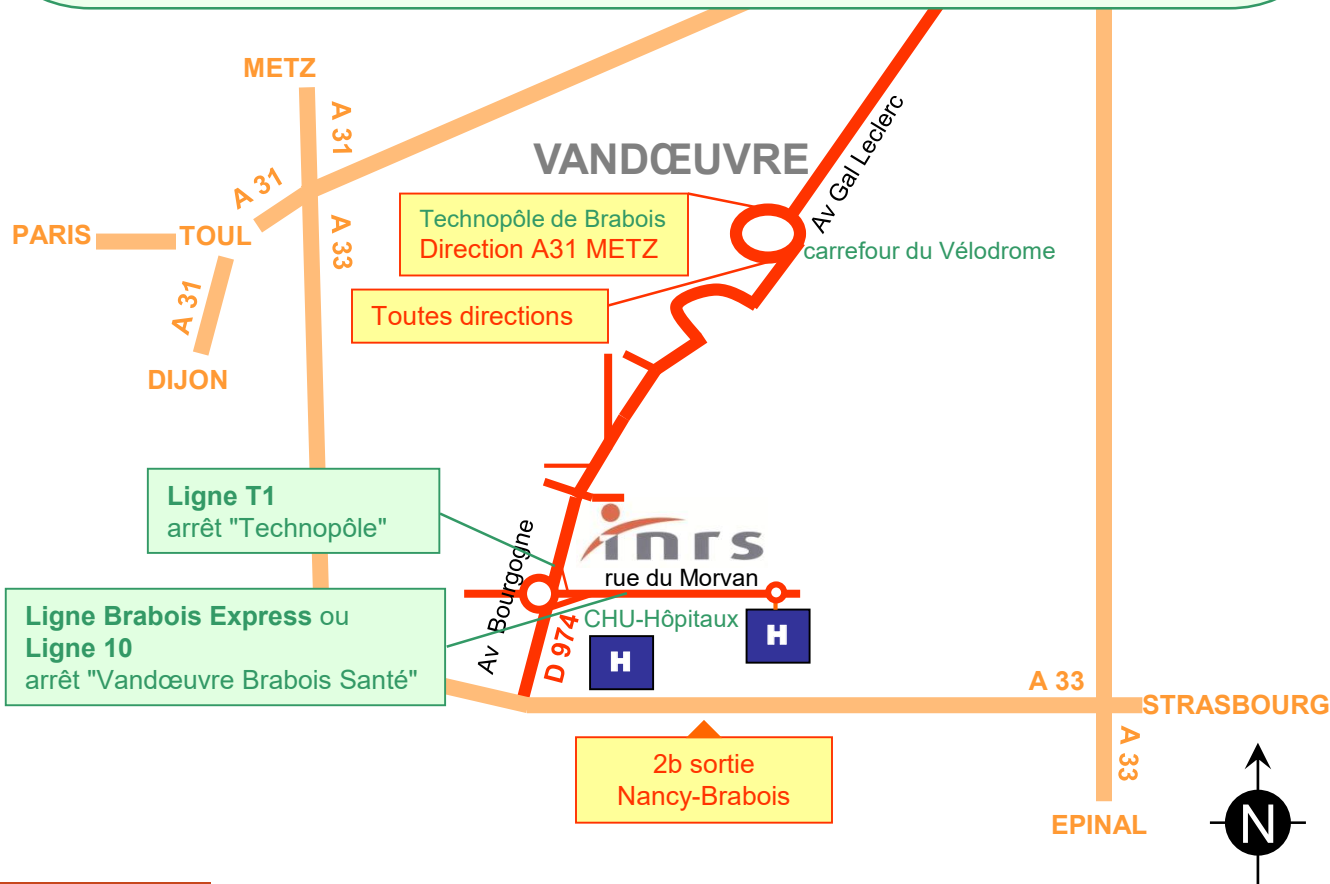 METZ
A 31
VANDŒUVRE
Av Gal Leclerc
A 31
Technopôle de Brabois
Direction A31 METZ
PARIS
TOUL
A 33
carrefour du Vélodrome
A 31
Toutes directions
DIJON
Ligne T1
arrêt "Technopôle"
inrs
Av Bourgogne
rue du Morvan
Ligne Brabois Express ou
Ligne 10
arrêt "Vandœuvre Brabois Santé"
D 974
CHU-Hôpitaux
H
H
A 33
STRASBOURG
A 33
2b sortie
Nancy-Brabois
EPINAL
N